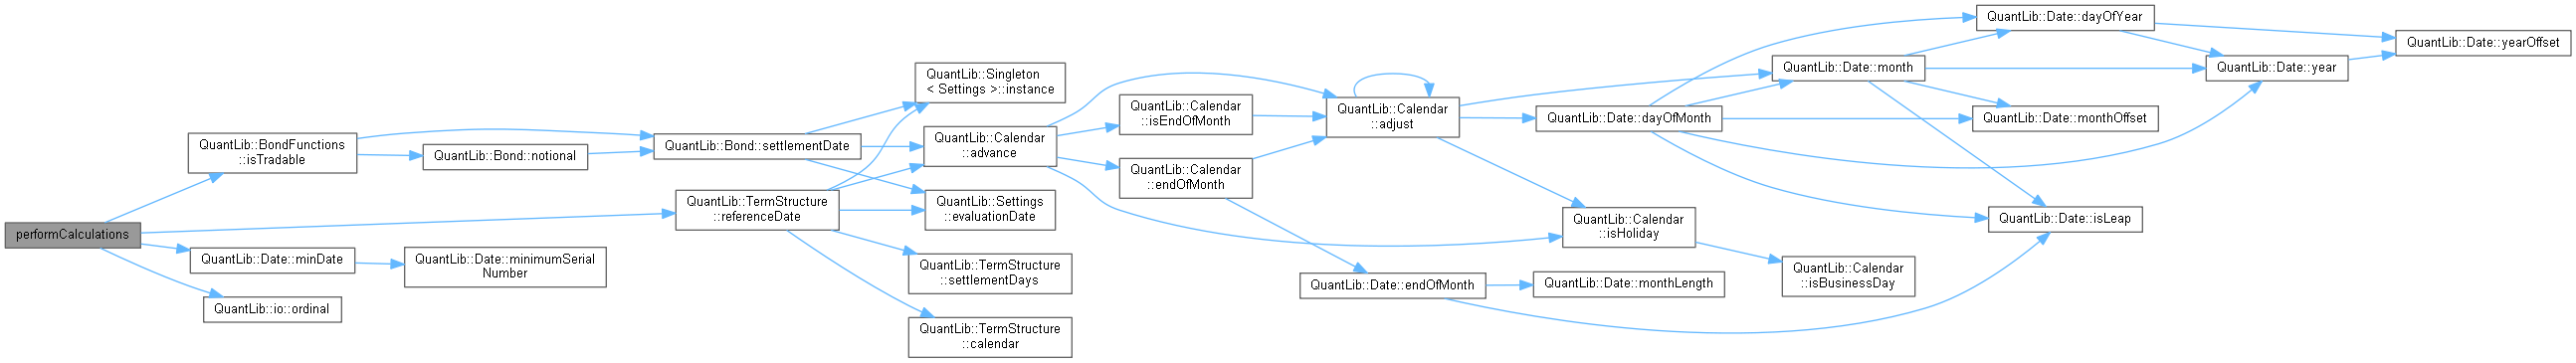 performCalculations
QuantLib::BondFunctions
::isTradable
QuantLib::Bond::notional
QuantLib::Bond::settlementDate
QuantLib::Singleton
< Settings >::instance
QuantLib::Calendar
::advance
QuantLib::Calendar
::isEndOfMonth
QuantLib::Calendar
::endOfMonth
QuantLib::Calendar
::adjust
QuantLib::Date::month
QuantLib::Date::dayOfMonth
QuantLib::Date::dayOfYear
QuantLib::Date::yearOffset
QuantLib::Date::year
QuantLib::Date::monthOffset
QuantLib::Date::isLeap
QuantLib::TermStructure
::referenceDate
QuantLib::Settings
::evaluationDate
QuantLib::TermStructure
::settlementDays
QuantLib::TermStructure
::calendar
QuantLib::Calendar
::isHoliday
QuantLib::Calendar
::isBusinessDay
QuantLib::Date::endOfMonth
QuantLib::Date::monthLength
QuantLib::Date::minDate
QuantLib::Date::minimumSerial
Number
QuantLib::io::ordinal